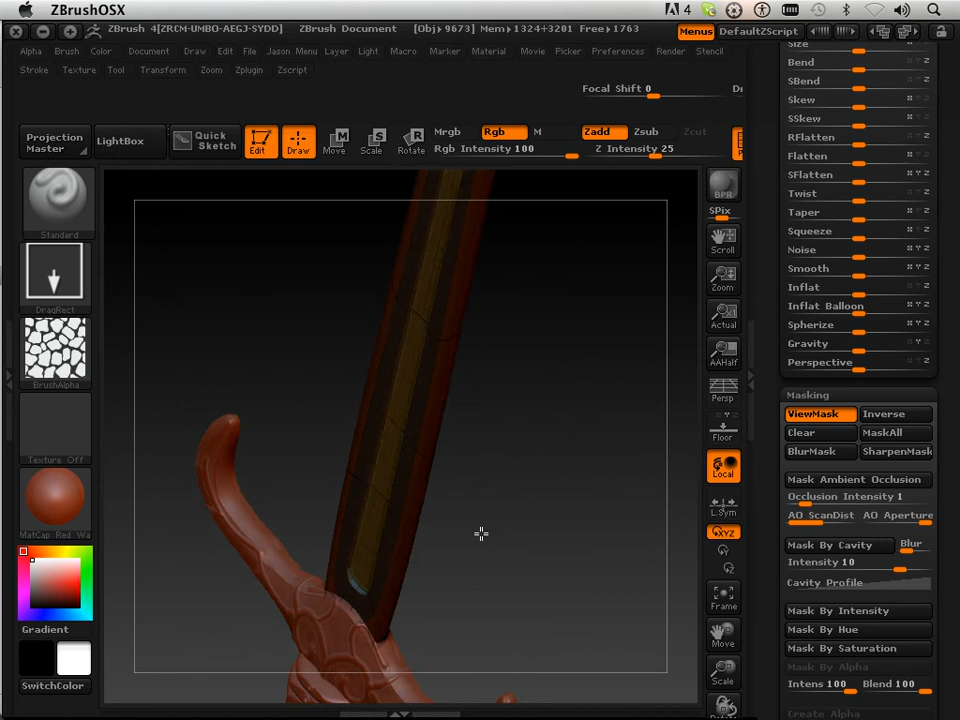 ZBrushOSX
4
ZBrush 4[ZRCM-UMBO-AEGJ-SYDD] ZBrush Document [Obj▸9673] Mem▸1324+3201 Free▸1763 Menus DefaultZScript
Alpha Brush Color Document Draw Edit File Jason Menu Layer Light Macro Marker Material Movie Picker Preferences Render Stencil
Stroke Texture Tool Transform Zoom Zplugin Zscript
Focal Shift 0 Dr
Projection Master LightBox Quick Sketch Edit Draw Move Scale Rotate Mrgb Rgb M Zadd Zsub Zcut
Rgb Intensity 100 Z Intensity 25
Standard
DragRect
BrushAlpha
Texture Off
MatCap Red Wa
Gradient
SwitchColor
BPR
SPix
Scroll
Zoom
Actual
AAHalf
Persp
Floor
Local
L.Sym
XYZ
Frame
Move
Scale
Rotate
Size
Bend
SBend
Skew
SSkew
RFlatten
Flatten
SFlatten
Twist
Taper
Squeeze
Noise
Smooth
Inflat
Inflat Balloon
Spherize
Gravity
Perspective
Masking
ViewMask Inverse
Clear MaskAll
BlurMask SharpenMask
Mask Ambient Occlusion
Occlusion Intensity 1
AO ScanDist AO Aperture
Mask By Cavity Blur
Intensity 10
Cavity Profile
Mask By Intensity
Mask By Hue
Mask By Saturation
Mask By Alpha
Intens 100 Blend 100
Create Alpha